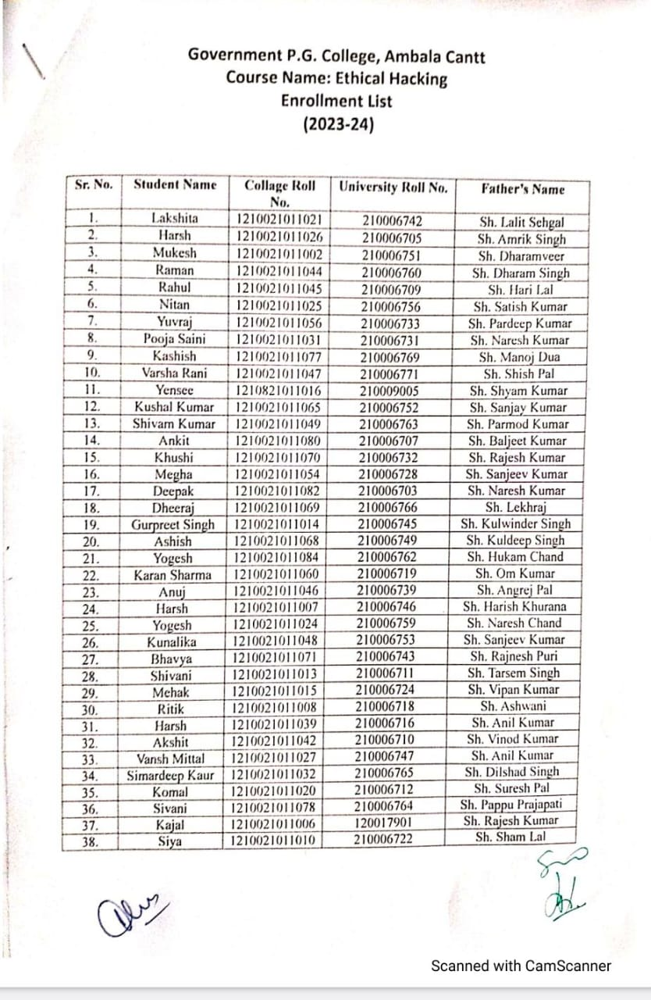 Government P.G. College, Ambala Cantt
Course Name: Ethical Hacking
Enrollment List
(2023-24)
Sr. No. Student Name Collage Roll No. University Roll No. Father's Name
1. Lakshita 1210021011021 210006742 Sh. Lalit Sehgal
2. Harsh 1210021011026 210006705 Sh. Amrik Singh
3. Mukesh 1210021011002 210006751 Sh. Dharamveer
4. Raman 1210021011044 210006760 Sh. Dharam Singh
5. Rahul 1210021011045 210006709 Sh. Hari Lal
6. Nitan 1210021011025 210006756 Sh. Satish Kumar
7. Yuvraj 1210021011056 210006733 Sh. Pardeep Kumar
8. Pooja Saini 1210021011031 210006731 Sh. Naresh Kumar
9. Kashish 1210021011077 210006769 Sh. Manoj Dua
10. Varsha Rani 1210021011047 210006771 Sh. Shish Pal
11. Yensee 1210821011016 210009005 Sh. Shyam Kumar
12. Kushal Kumar 1210021011065 210006752 Sh. Sanjay Kumar
13. Shivam Kumar 1210021011049 210006763 Sh. Parmod Kumar
14. Ankit 1210021011080 210006707 Sh. Baljeet Kumar
15. Khushi 1210021011070 210006732 Sh. Rajesh Kumar
16. Megha 1210021011054 210006728 Sh. Sanjeev Kumar
17. Deepak 1210021011082 210006703 Sh. Naresh Kumar
18. Dheeraj 1210021011069 210006766 Sh. Lekhraj
19. Gurpreet Singh 1210021011014 210006745 Sh. Kulwinder Singh
20. Ashish 1210021011068 210006749 Sh. Kuldeep Singh
21. Yogesh 1210021011084 210006762 Sh. Hukam Chand
22. Karan Sharma 1210021011060 210006719 Sh. Om Kumar
23. Anuj 1210021011046 210006739 Sh. Angrej Pal
24. Harsh 1210021011007 210006746 Sh. Harish Khurana
25. Yogesh 1210021011024 210006759 Sh. Naresh Chand
26. Kunalika 1210021011048 210006753 Sh. Sanjeev Kumar
27. Bhavya 1210021011071 210006743 Sh. Rajnesh Puri
28. Shivani 1210021011013 210006711 Sh. Tarsem Singh
29. Mehak 1210021011015 210006724 Sh. Vipan Kumar
30. Ritik 1210021011008 210006718 Sh. Ashwani
31. Harsh 1210021011039 210006716 Sh. Anil Kumar
32. Akshit 1210021011042 210006710 Sh. Vinod Kumar
33. Vansh Mittal 1210021011027 210006747 Sh. Anil Kumar
34. Simardeep Kaur 1210021011032 210006765 Sh. Dilshad Singh
35. Komal 1210021011020 210006712 Sh. Suresh Pal
36. Sivani 1210021011078 210006764 Sh. Pappu Prajapati
37. Kajal 1210021011006 120017901 Sh. Rajesh Kumar
38. Siya 1210021011010 210006722 Sh. Sham Lal
Scanned with CamScanner